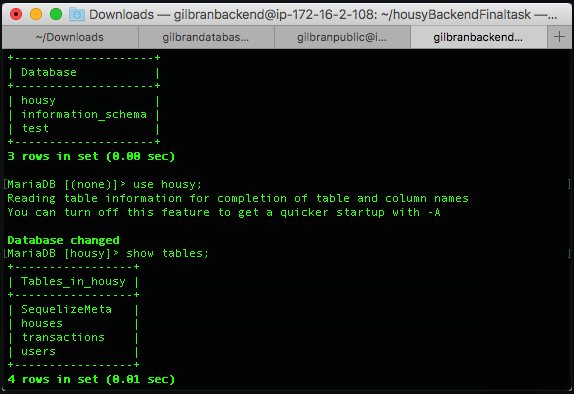 Downloads — gilbranbackend@ip-172-16-2-108: ~/housyBackendFinaltask —...
~/Downloads
gilbrandatabas...
gilbranpublic@i...
gilbranbackend...
+
+--------------------+
| Database           |
+--------------------+
| housy              |
| information_schema |
| test               |
+--------------------+
3 rows in set (0.00 sec)
[MariaDB [(none)]> use housy;
Reading table information for completion of table and column names
You can turn off this feature to get a quicker startup with -A
Database changed
[MariaDB [housy]> show tables;
+-----------------+
| Tables_in_housy |
+-----------------+
| SequelizeMeta   |
| houses          |
| transactions    |
| users           |
+-----------------+
4 rows in set (0.01 sec)